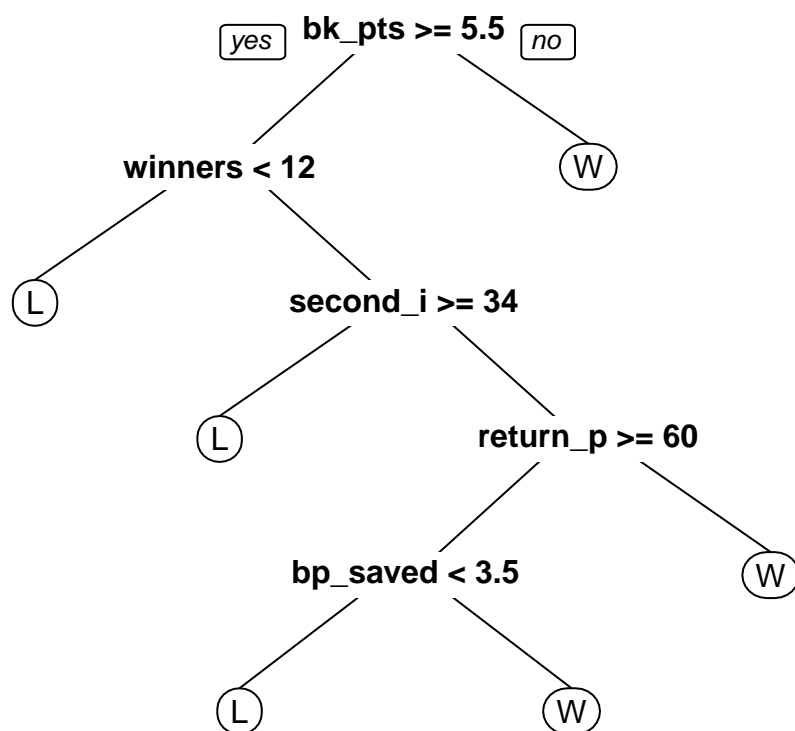 yes bk_pts >= 5.5 no
winners < 12 W
L second_i >= 34
L return_p >= 60
bp_saved < 3.5 W
L W